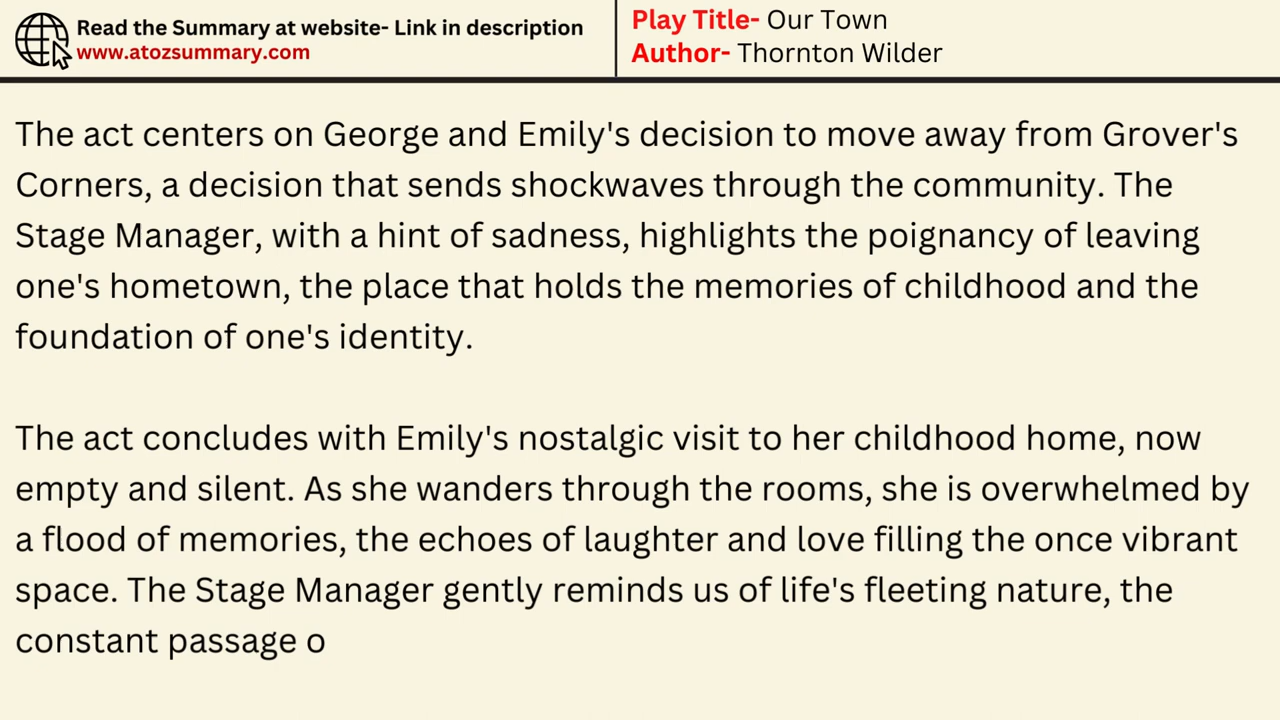 Read the Summary at website- Link in description
www.atozsummary.com
Play Title- Our Town
Author- Thornton Wilder
The act centers on George and Emily's decision to move away from Grover's
Corners, a decision that sends shockwaves through the community. The
Stage Manager, with a hint of sadness, highlights the poignancy of leaving
one's hometown, the place that holds the memories of childhood and the
foundation of one's identity.
The act concludes with Emily's nostalgic visit to her childhood home, now
empty and silent. As she wanders through the rooms, she is overwhelmed by
a flood of memories, the echoes of laughter and love filling the once vibrant
space. The Stage Manager gently reminds us of life's fleeting nature, the
constant passage o